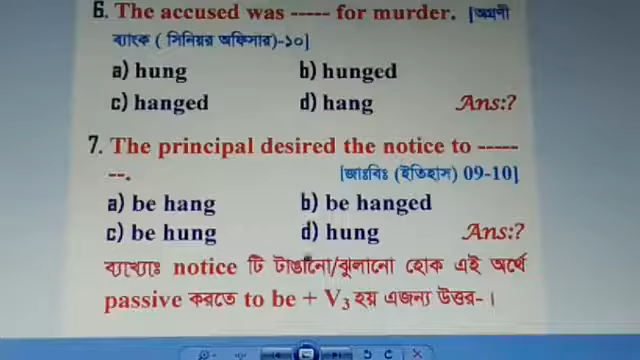 6. The accused was ----- for murder. [অগ্রণী
ব্যাংক ( সিনিয়র অফিসার)-১০]
a) hung b) hunged
c) hanged d) hang Ans:?
7. The principal desired the notice to -----
--. [জাঃবিঃ (ইতিহাস) 09-10]
a) be hang b) be hanged
c) be hung d) hung Ans:?
ব্যাখ্যাঃ notice টি টাঙানো/ঝুলানো হোক এই অর্থে
passive করতে to be + V₃ হয় এজন্য উত্তর- ।